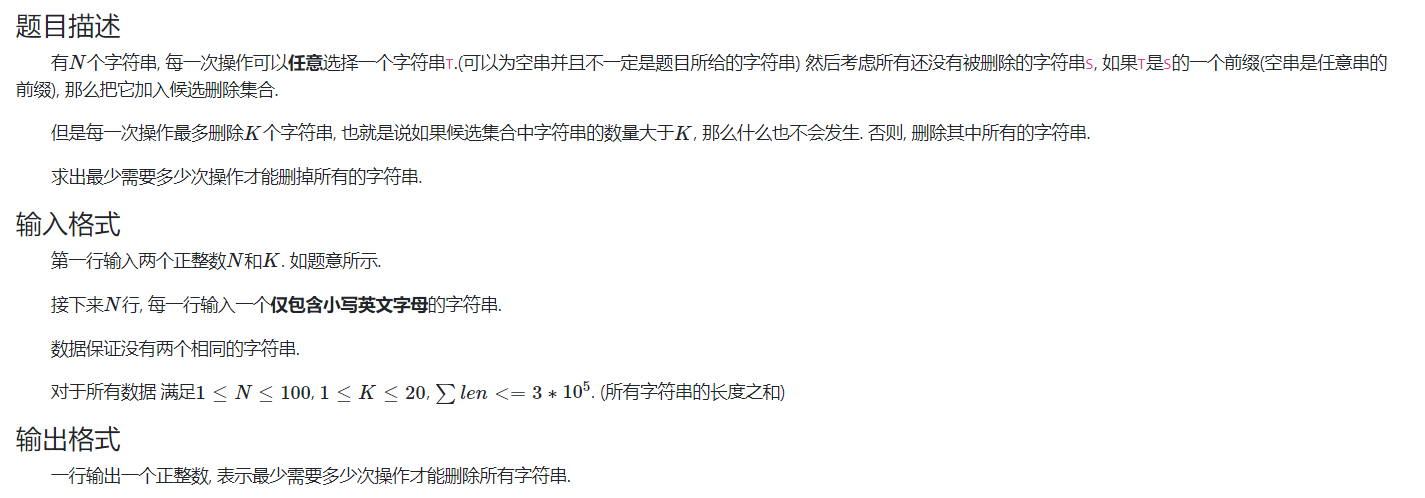 题目描述
有N个字符串, 每一次操作可以任意选择一个字符串T.(可以为空串并且不一定是题目所给的字符串) 然后考虑所有还没有被删除的字符串S, 如果T是S的一个前缀(空串是任意串的
前缀), 那么把它加入候选删除集合.
但是每一次操作最多删除K个字符串, 也就是说如果候选集合中字符串的数量大于K, 那么什么也不会发生. 否则, 删除其中所有的字符串.
求出最少需要多少次操作才能删掉所有的字符串.
输入格式
第一行输入两个正整数N和K. 如题意所示.
接下来N行, 每一行输入一个仅包含小写英文字母的字符串.
数据保证没有两个相同的字符串.
对于所有数据 满足1 ≤ N ≤ 100, 1 ≤ K ≤ 20, ∑ len <= 3 * 10⁵. (所有字符串的长度之和)
输出格式
一行输出一个正整数, 表示最少需要多少次操作才能删除所有字符串.